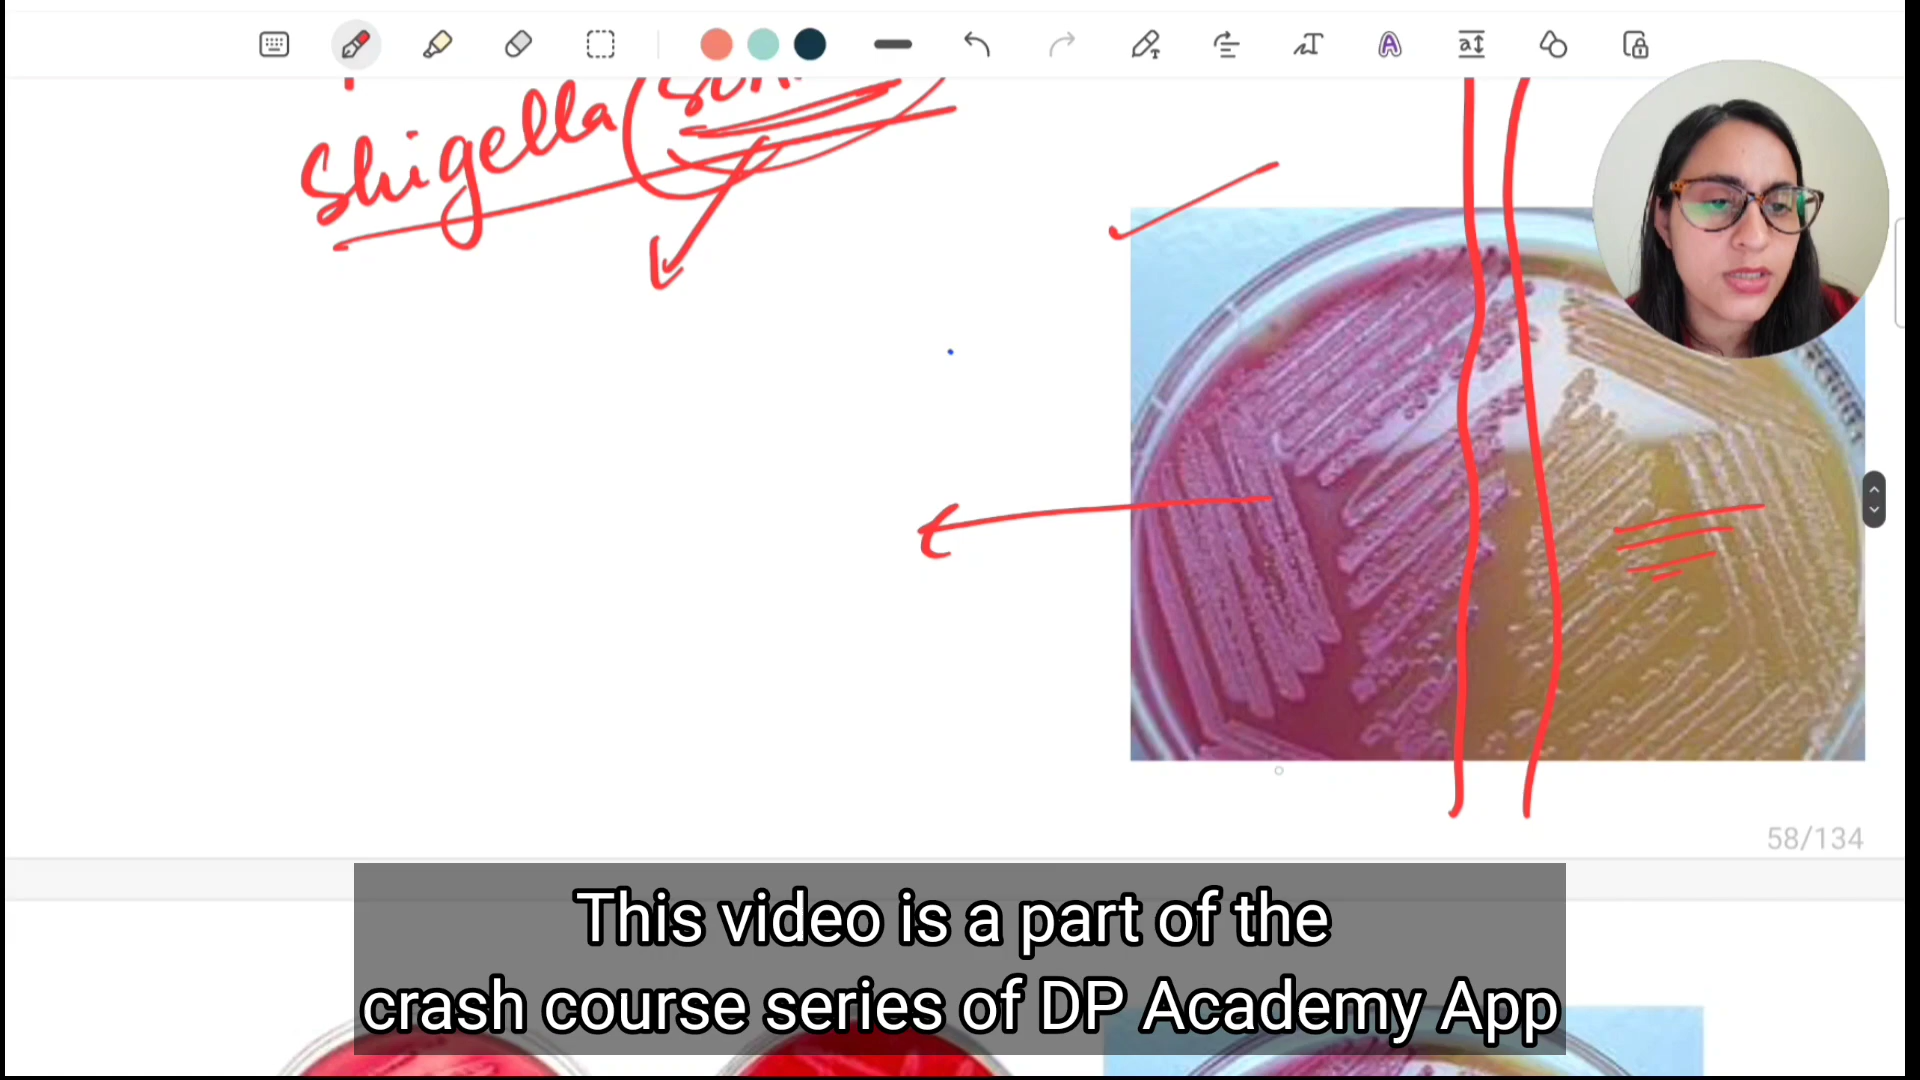 Shigella (
58/134
This video is a part of the
crash course series of DP Academy App